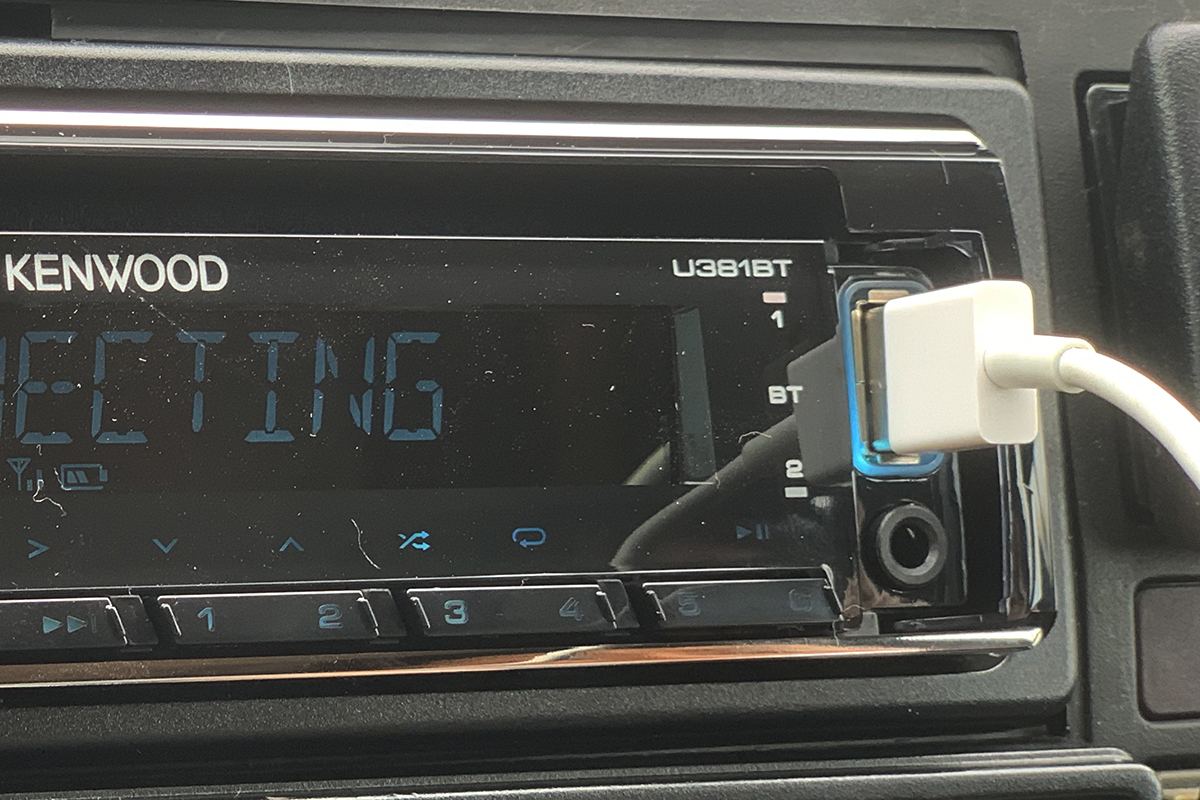 KENWOOD
U381BT
1
ECTING
BT
2
1 2 3 4 5 6